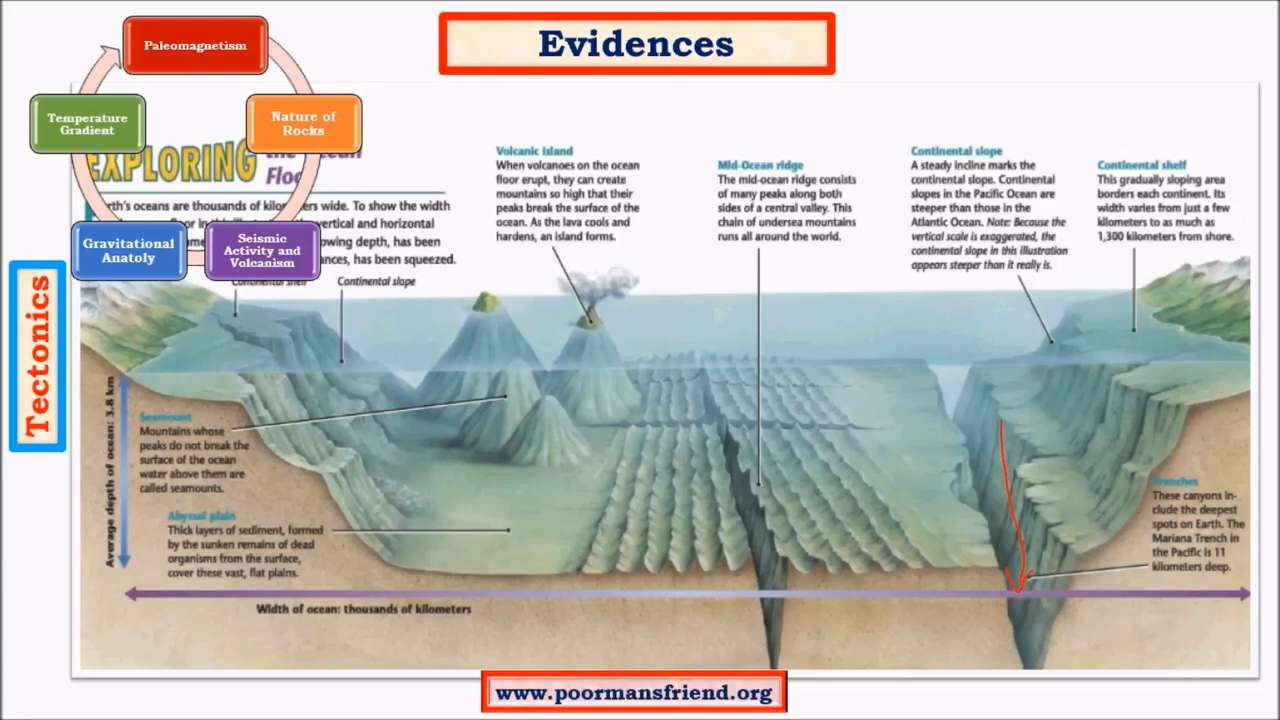 Evidences
Paleomagnetism
Temperature
Gradient
Nature of
Rocks
Gravitational
Anatoly
Seismic
Activity and
Volcanism
Tectonics
EXPLORING
the Ocean
rth's oceans are thousands of kilom ers wide. To show the width
floor in th vertical and horizontal
owing depth, has been
ances, has been squeezed.
Continental shelf
Continental slope
Volcanic island
When volcanoes on the ocean
floor erupt, they can create
mountains so high that their
peaks break the surface of the
ocean. As the lava cools and
hardens, an island forms.
Mid-Ocean ridge
The mid-ocean ridge consists
of many peaks along both
sides of a central valley. This
chain of undersea mountains
runs all around the world.
Continental slope
A steady incline marks the
continental slope. Continental
slopes in the Pacific Ocean are
steeper than those in the
Atlantic Ocean. Note: Because the
vertical scale is exaggerated, the
continental slope in this illustration
appears steeper than it really is.
Continental shelf
This gradually sloping area
borders each continent. Its
width varies from just a few
kilometers to as much as
1,300 kilometers from shore.
Average depth of ocean: 3.8 km
Seamount
Mountains whose
peaks do not break the
surface of the ocean
water above them are
called seamounts.
Abyssal plain
Thick layers of sediment, formed
by the sunken remains of dead
organisms from the surface,
cover these vast, flat plains.
Trenches
These canyons in-
clude the deepest
spots on Earth. The
Mariana Trench in
the Pacific is 11
kilometers deep.
Width of ocean: thousands of kilometers
www.poormansfriend.org